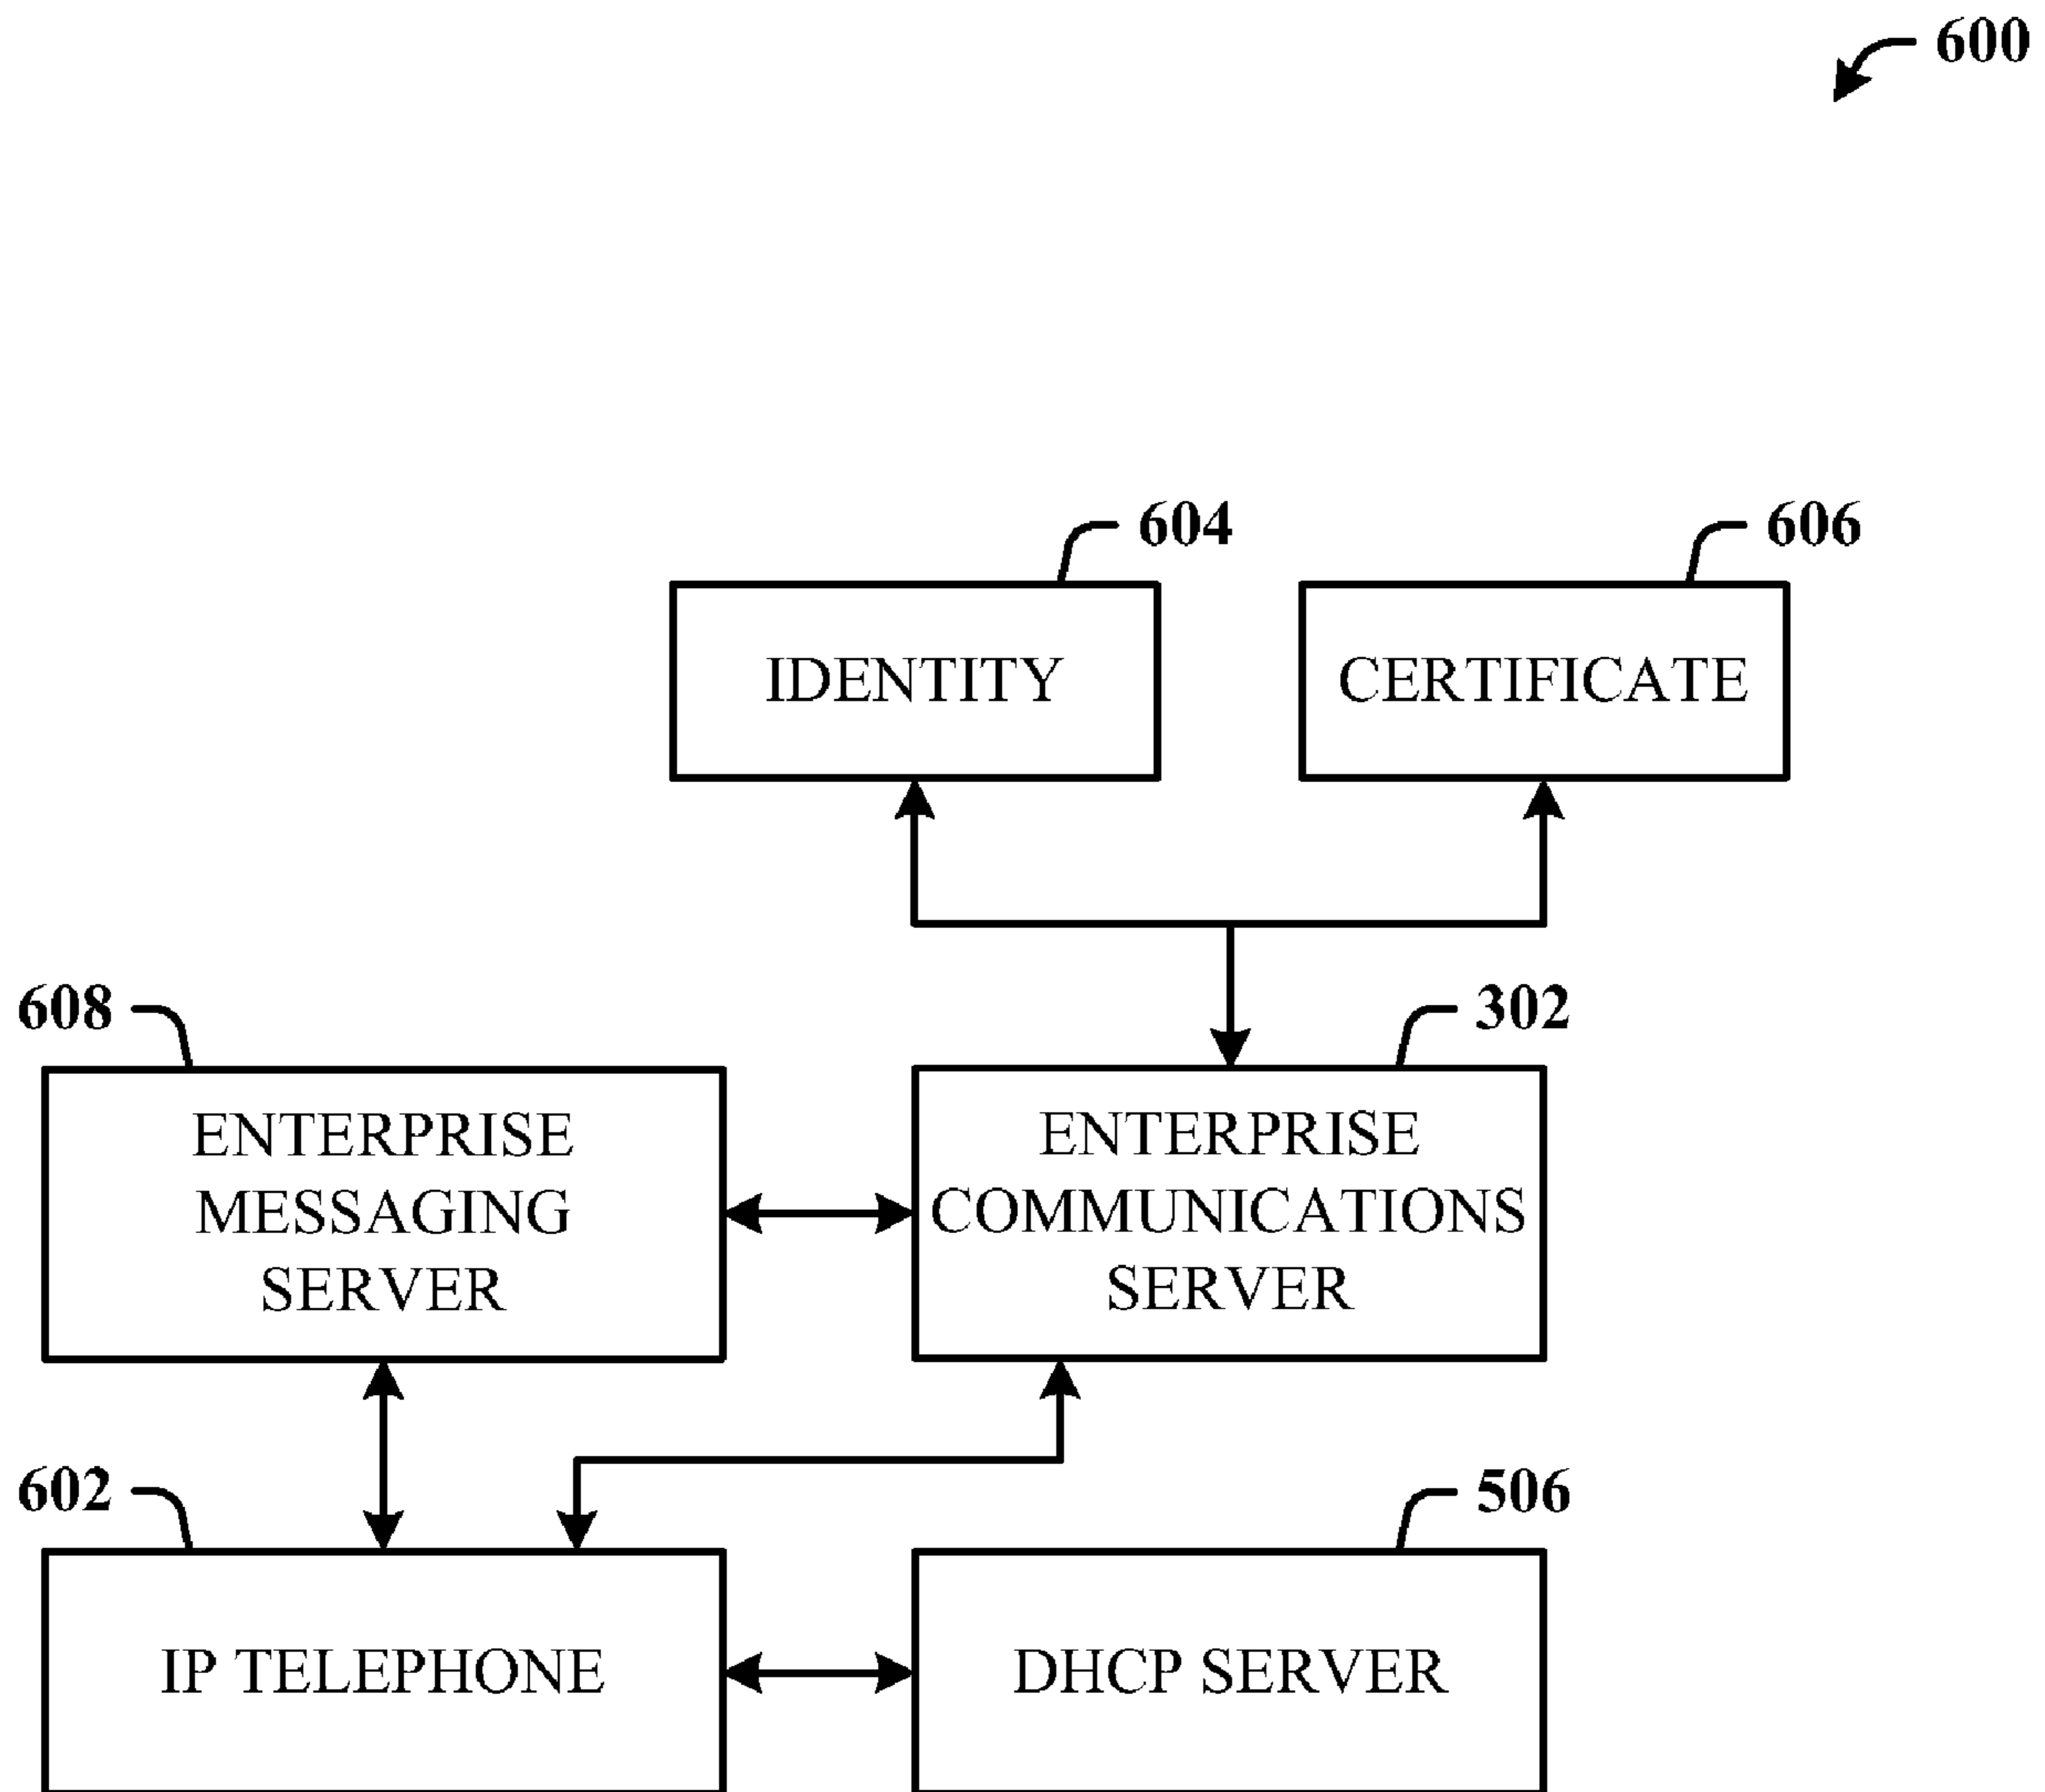 600
604
606
IDENTITY
CERTIFICATE
608
302
ENTERPRISE
MESSAGING
SERVER
ENTERPRISE
COMMUNICATIONS
SERVER
602
506
IP TELEPHONE
DHCP SERVER